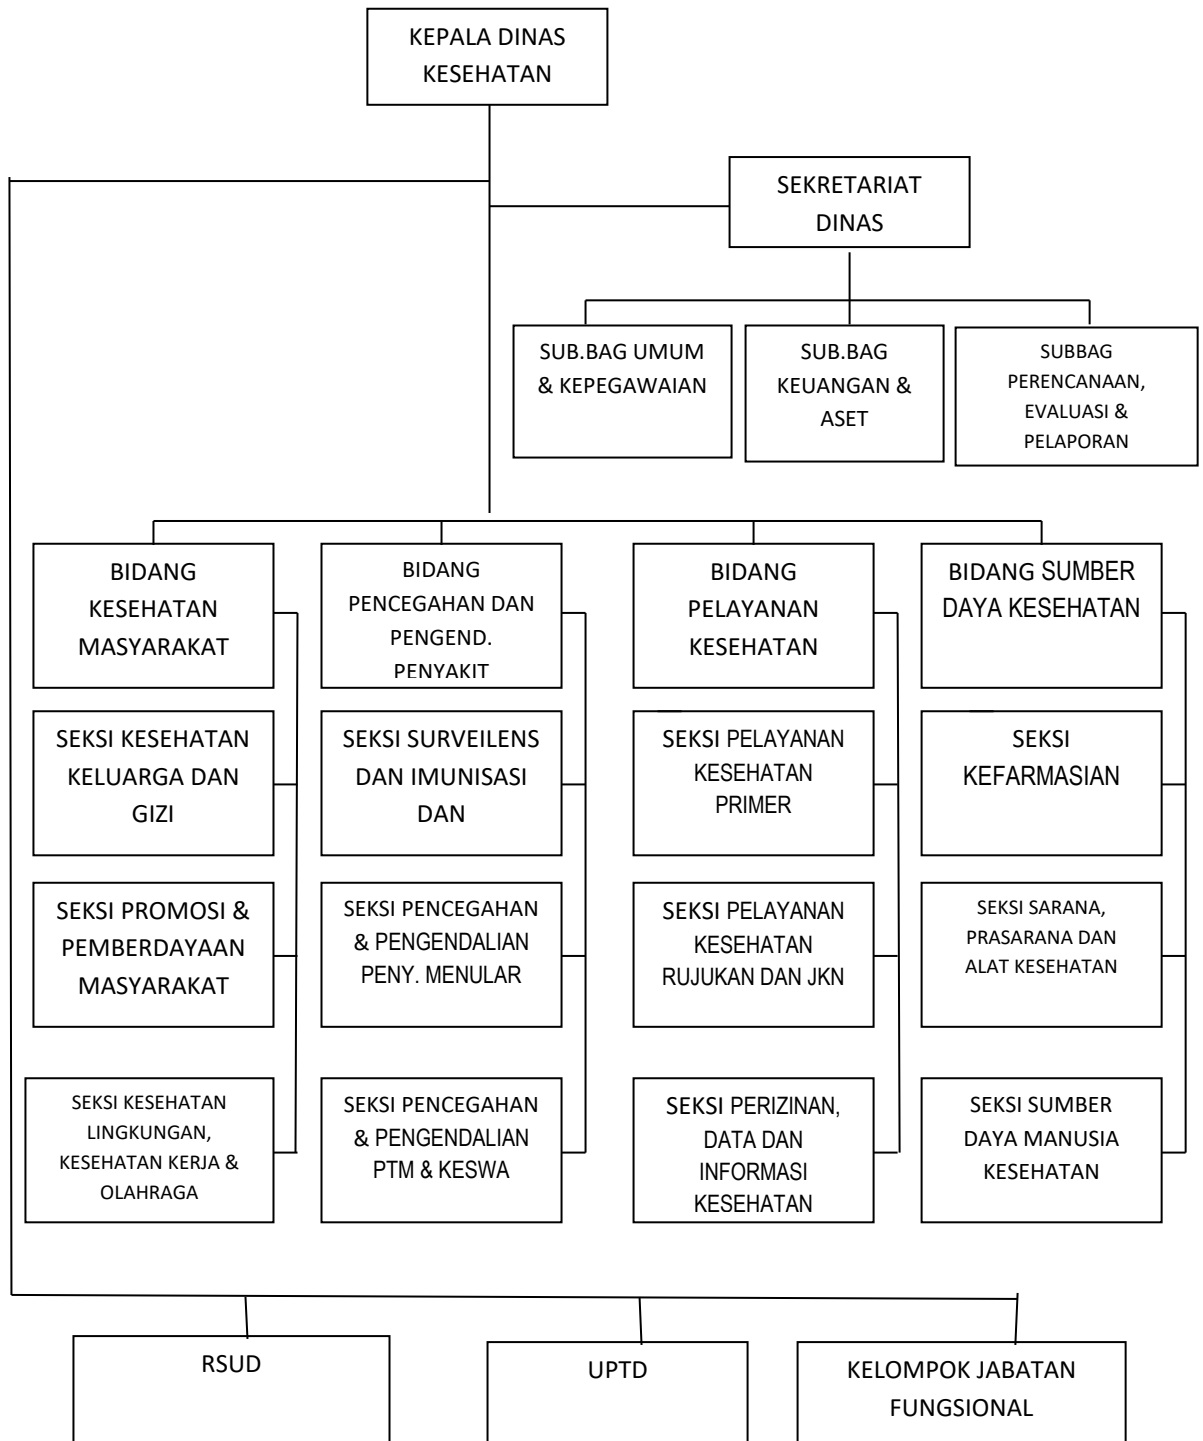 KEPALA DINAS
KESEHATAN
SEKRETARIAT
DINAS
SUB.BAG UMUM
& KEPEGAWAIAN
SUB.BAG
KEUANGAN &
ASET
SUBBAG
PERENCANAAN,
EVALUASI &
PELAPORAN
BIDANG
KESEHATAN
MASYARAKAT
BIDANG
PENCEGAHAN DAN
PENGEND.
PENYAKIT
BIDANG
PELAYANAN
KESEHATAN
BIDANG SUMBER
DAYA KESEHATAN
SEKSI KESEHATAN
KELUARGA DAN
GIZI
SEKSI SURVEILENS
DAN IMUNISASI
DAN
SEKSI PELAYANAN
KESEHATAN
PRIMER
SEKSI
KEFARMASIAN
SEKSI PROMOSI &
PEMBERDAYAAN
MASYARAKAT
SEKSI PENCEGAHAN
& PENGENDALIAN
PENY. MENULAR
SEKSI PELAYANAN
KESEHATAN
RUJUKAN DAN JKN
SEKSI SARANA,
PRASARANA DAN
ALAT KESEHATAN
SEKSI KESEHATAN
LINGKUNGAN,
KESEHATAN KERJA &
OLAHRAGA
SEKSI PENCEGAHAN
& PENGENDALIAN
PTM & KESWA
SEKSI PERIZINAN,
DATA DAN
INFORMASI
KESEHATAN
SEKSI SUMBER
DAYA MANUSIA
KESEHATAN
RSUD
UPTD
KELOMPOK JABATAN
FUNGSIONAL